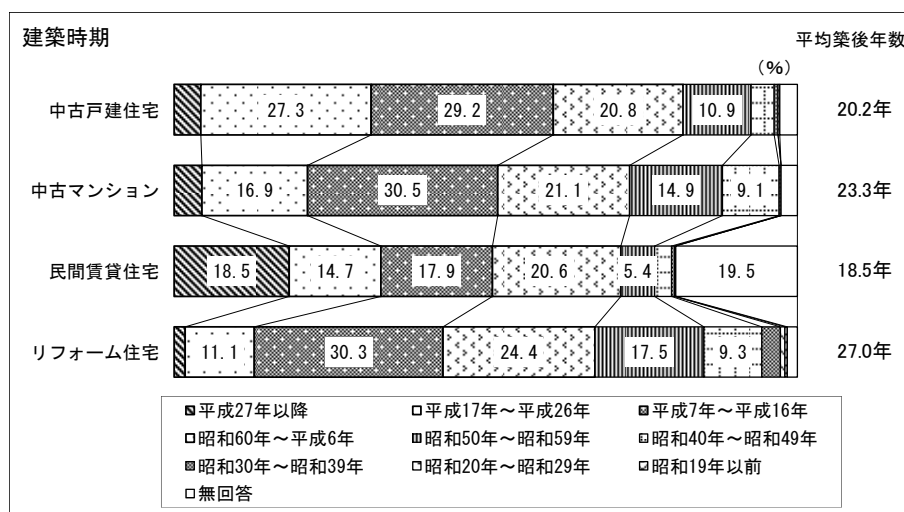 建築時期
平均築後年数
(%)
中古戸建住宅 27.3 29.2 20.8 10.9 20.2年
中古マンション 16.9 30.5 21.1 14.9 9.1 23.3年
民間賃貸住宅 18.5 14.7 17.9 20.6 5.4 19.5 18.5年
リフォーム住宅 11.1 30.3 24.4 17.5 9.3 27.0年
平成27年以降 平成17年～平成26年 平成7年～平成16年
昭和60年～平成6年 昭和50年～昭和59年 昭和40年～昭和49年
昭和30年～昭和39年 昭和20年～昭和29年 昭和19年以前
無回答